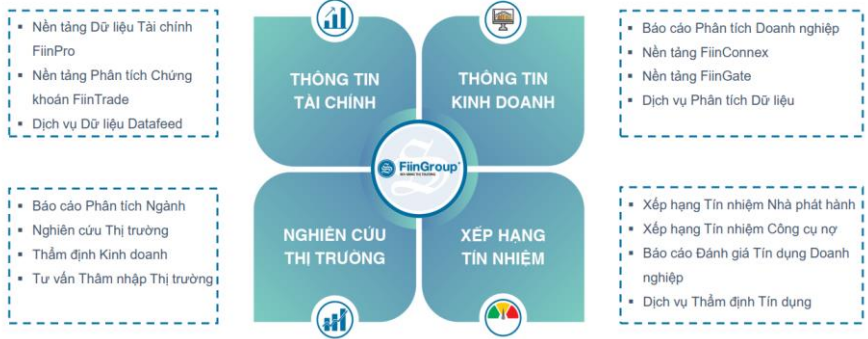 Nền tảng Dữ liệu Tài chính
FiinPro
Nền tảng Phân tích Chứng
khoán FiinTrade
Dịch vụ Dữ liệu Datafeed
THÔNG TIN
TÀI CHÍNH
THÔNG TIN
KINH DOANH
Báo cáo Phân tích Doanh nghiệp
Nền tảng FiinConnex
Nền tảng FiinGate
Dịch vụ Phân tích Dữ liệu
FiinGroup
Báo cáo Phân tích Ngành
Nghiên cứu Thị trường
Thẩm định Kinh doanh
Tư vấn Thâm nhập Thị trường
NGHIÊN CỨU
THỊ TRƯỜNG
XẾP HẠNG
TÍN NHIỆM
Xếp hạng Tín nhiệm Nhà phát hành
Xếp hạng Tín nhiệm Công cụ nợ
Báo cáo Đánh giá Tín dụng Doanh
nghiệp
Dịch vụ Thẩm định Tín dụng